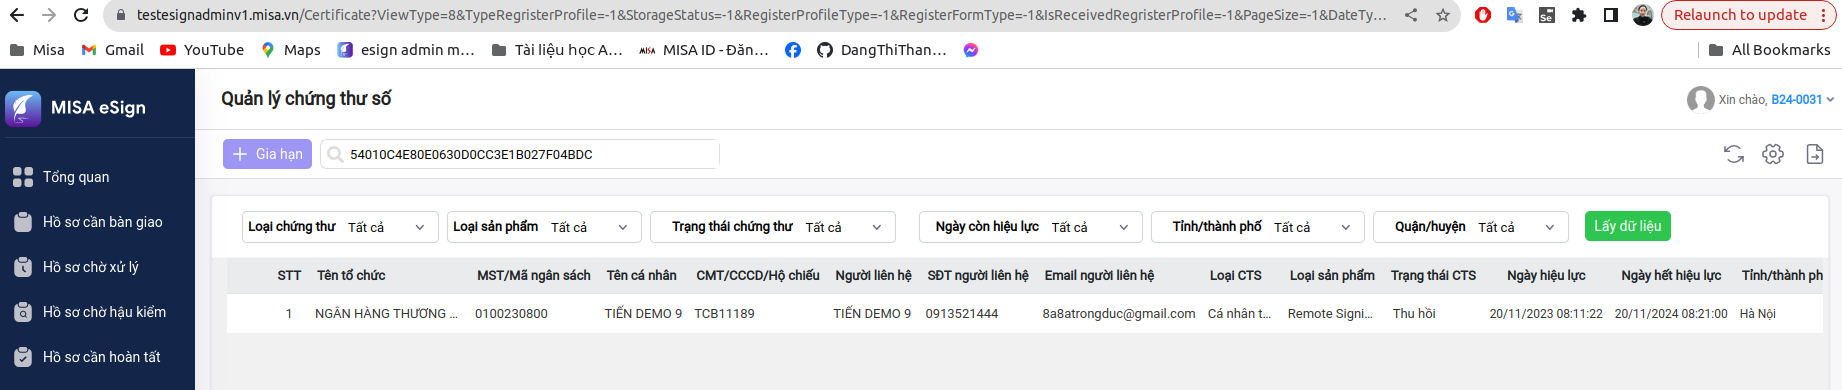 testesignadminv1.misa.vn/Certificate?ViewType=8&TypeRegristerProfile=-1&StorageStatus=-1&RegisterProfileType=-1&RegisterFormType=-1&IsReceivedRegristerProfile=-1&PageSize=-1&DateTy... Relaunch to update
Misa Gmail YouTube Maps esign admin m... Tài liệu học A... MISA ID - Đăn... DangThiThan... All Bookmarks
MISA eSign
Quản lý chứng thư số
Xin chào, B24-0031
Gia hạn 54010C4E80E0630D0CC3E1B027F04BDC
Tổng quan
Hồ sơ cần bàn giao
Hồ sơ chờ xử lý
Hồ sơ chờ hậu kiểm
Hồ sơ cần hoàn tất
Loại chứng thư Tất cả Loại sản phẩm Tất cả Trạng thái chứng thư Tất cả Ngày còn hiệu lực Tất cả Tỉnh/thành phố Tất cả Quận/huyện Tất cả Lấy dữ liệu
STT Tên tổ chức MST/Mã ngân sách Tên cá nhân CMT/CCCD/Hộ chiếu Người liên hệ SĐT người liên hệ Email người liên hệ Loại CTS Loại sản phẩm Trạng thái CTS Ngày hiệu lực Ngày hết hiệu lực Tỉnh/thành ph
1 NGÂN HÀNG THƯƠNG ... 0100230800 TIẾN DEMO 9 TCB11189 TIẾN DEMO 9 0913521444 8a8atrongduc@gmail.com Cá nhân t... Remote Signi... Thu hồi 20/11/2023 08:11:22 20/11/2024 08:21:00 Hà Nội